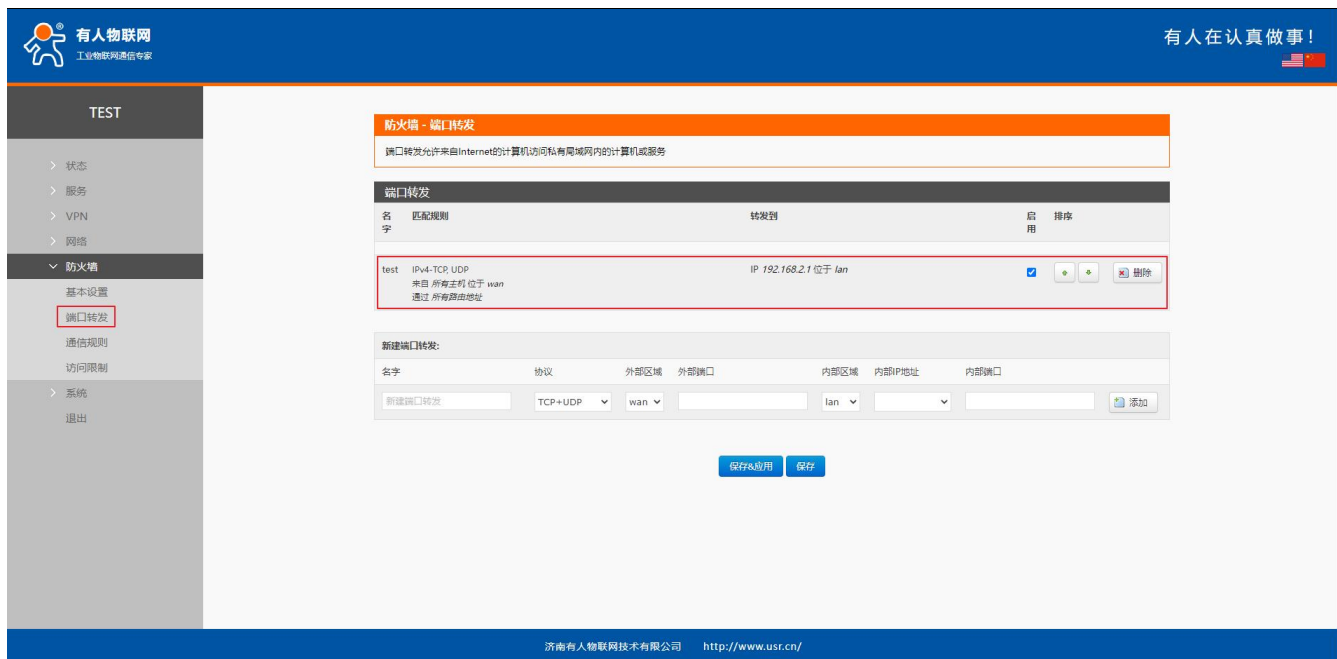 有人物联网
工业物联网通信专家
有人在认真做事!
TEST
状态
服务
VPN
网络
防火墙
基本设置
端口转发
通信规则
访问限制
系统
退出
防火墙 - 端口转发
端口转发允许来自Internet的计算机访问私有局域网内的计算机或服务
端口转发
名字 匹配规则 转发到 启用 排序
test IPv4-TCP, UDP IP 192.168.2.1 位于 lan 删除
来自 所有主机 位于 wan
通过 所有路由地址
新建端口转发:
名字 协议 外部区域 外部端口 内部区域 内部IP地址 内部端口
新建端口转发 TCP+UDP wan lan 添加
保存&应用 保存
济南有人物联网技术有限公司 http://www.usr.cn/